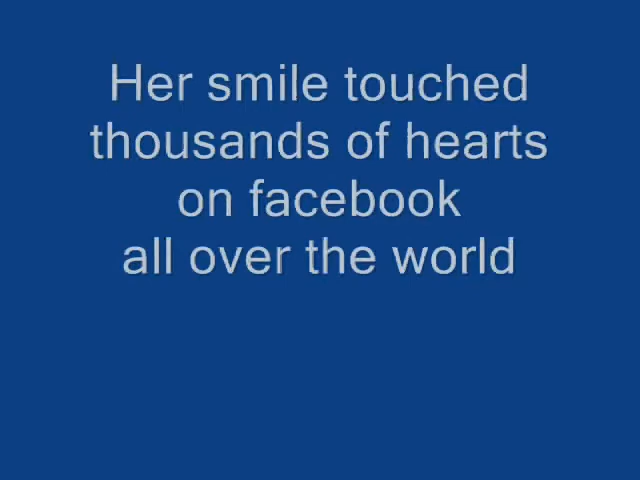 Her smile touched
thousands of hearts
on facebook
all over the world